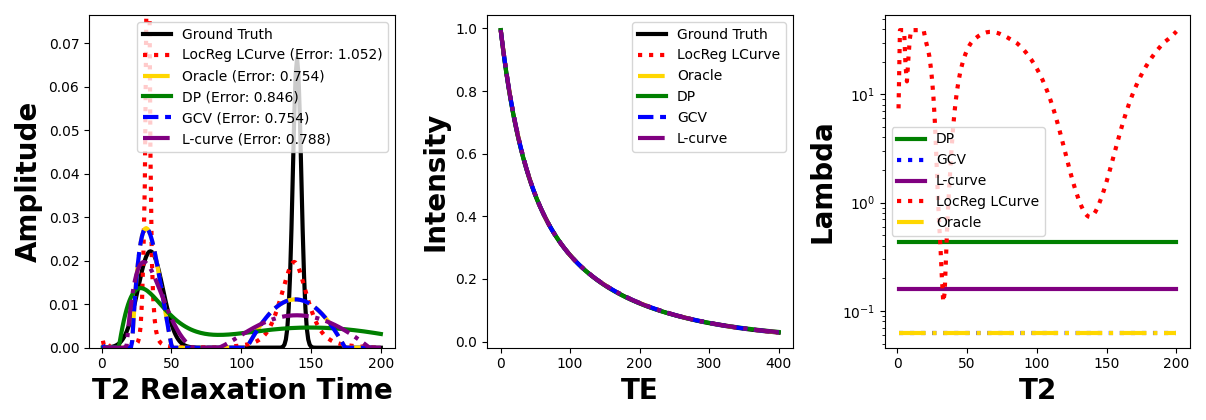 Amplitude
0.07
0.06
0.05
0.04
0.03
0.02
0.01
0.00
0 50 100 150 200
T2 Relaxation Time
Ground Truth
LocReg LCurve (Error: 1.052)
Oracle (Error: 0.754)
DP (Error: 0.846)
GCV (Error: 0.754)
L-curve (Error: 0.788)
Intensity
1.0
0.8
0.6
0.4
0.2
0.0
0 100 200 300 400
TE
Ground Truth
LocReg LCurve
Oracle
DP
GCV
L-curve
Lambda
10¹
10⁰
10⁻¹
0 50 100 150 200
T2
DP
GCV
L-curve
LocReg LCurve
Oracle